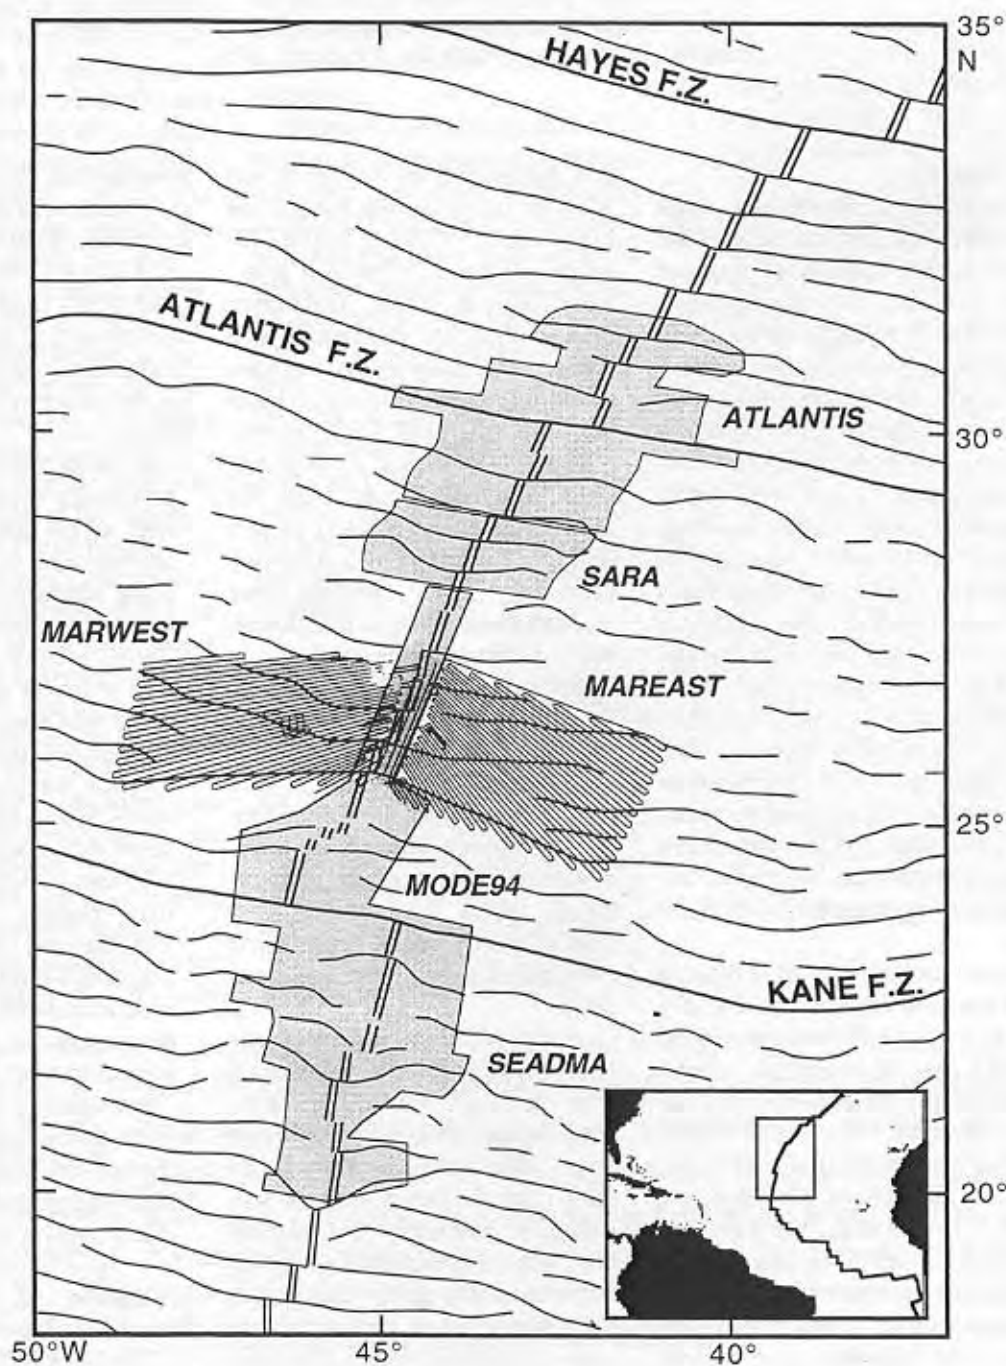 35°
N
HAYES F.Z.
ATLANTIS F.Z.
ATLANTIS
30°
SARA
MARWEST
MAREAST
25°
MODE94
KANE F.Z.
SEADMA
20°
50°W
45°
40°